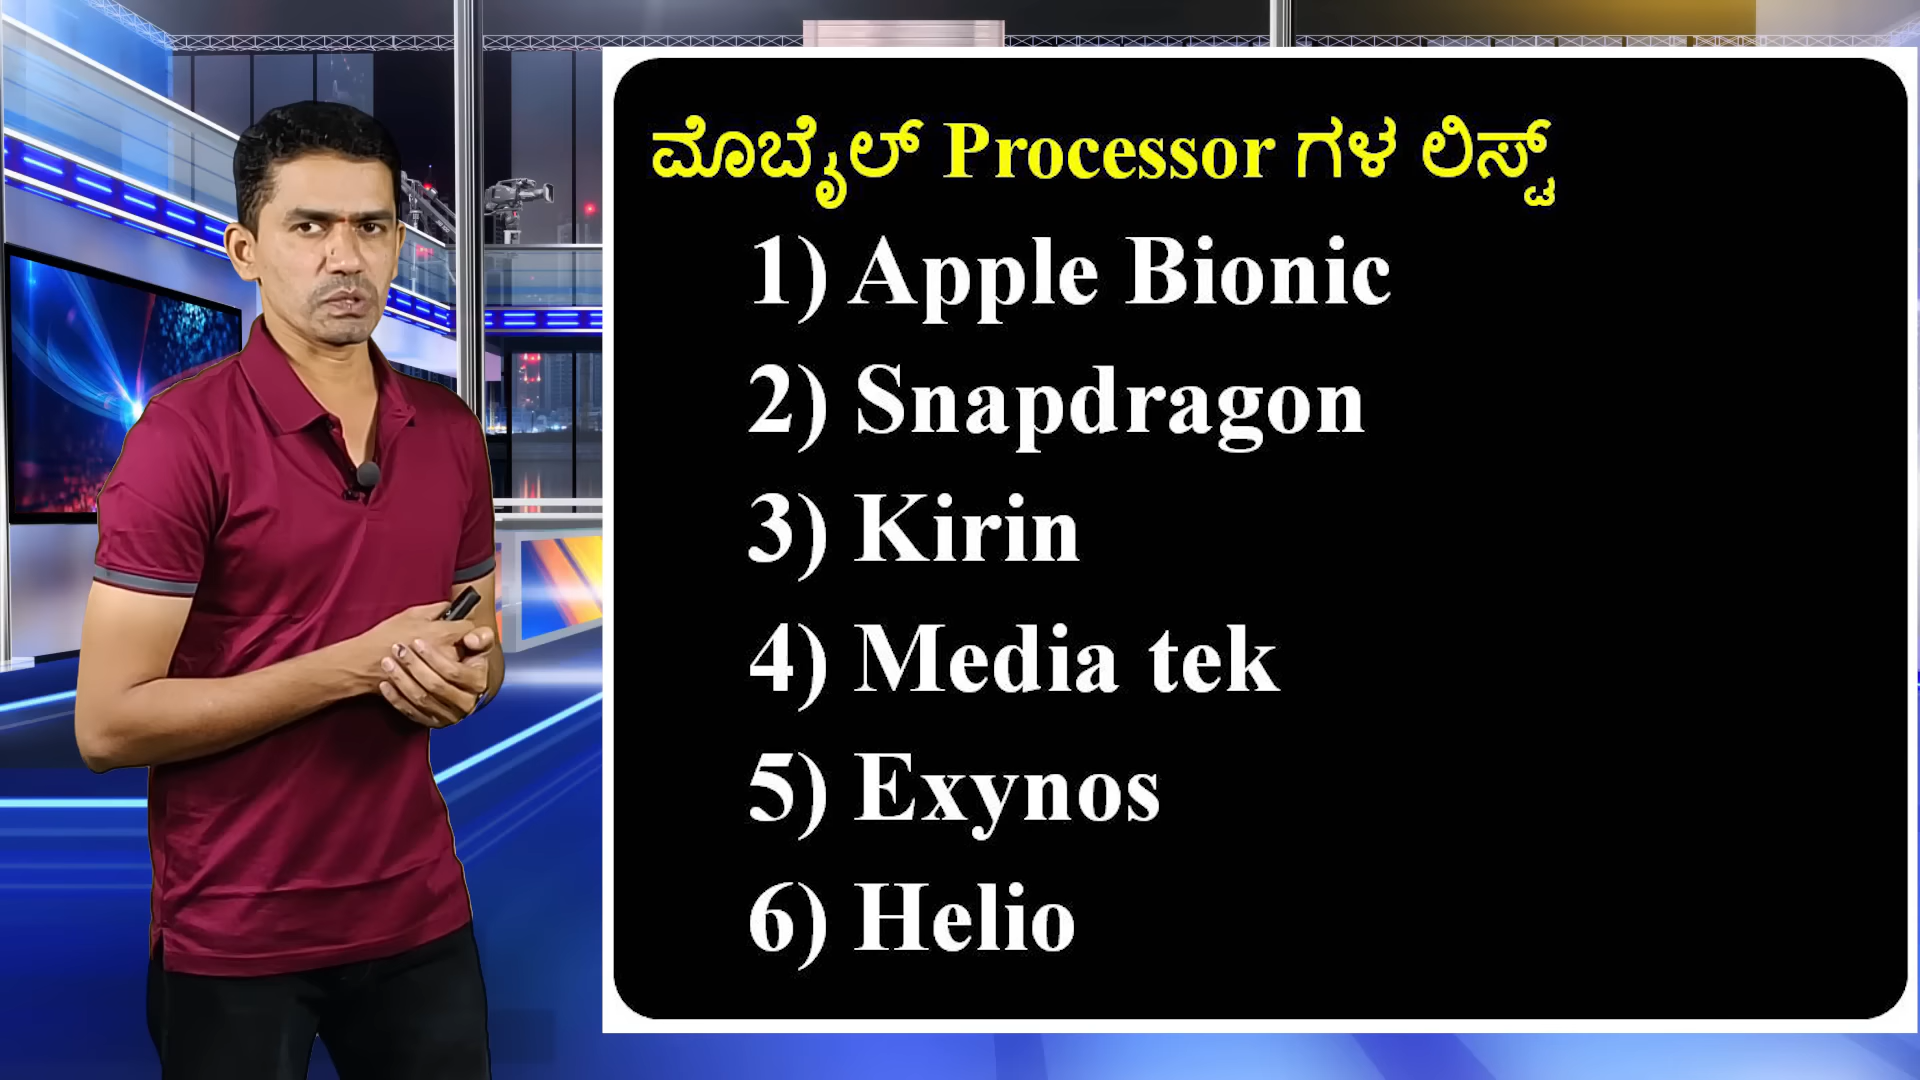 ಮೊಬೈಲ್ Processor ಗಳ ಲಿಸ್ಟ್
1) Apple Bionic
2) Snapdragon
3) Kirin
4) Media tek
5) Exynos
6) Helio